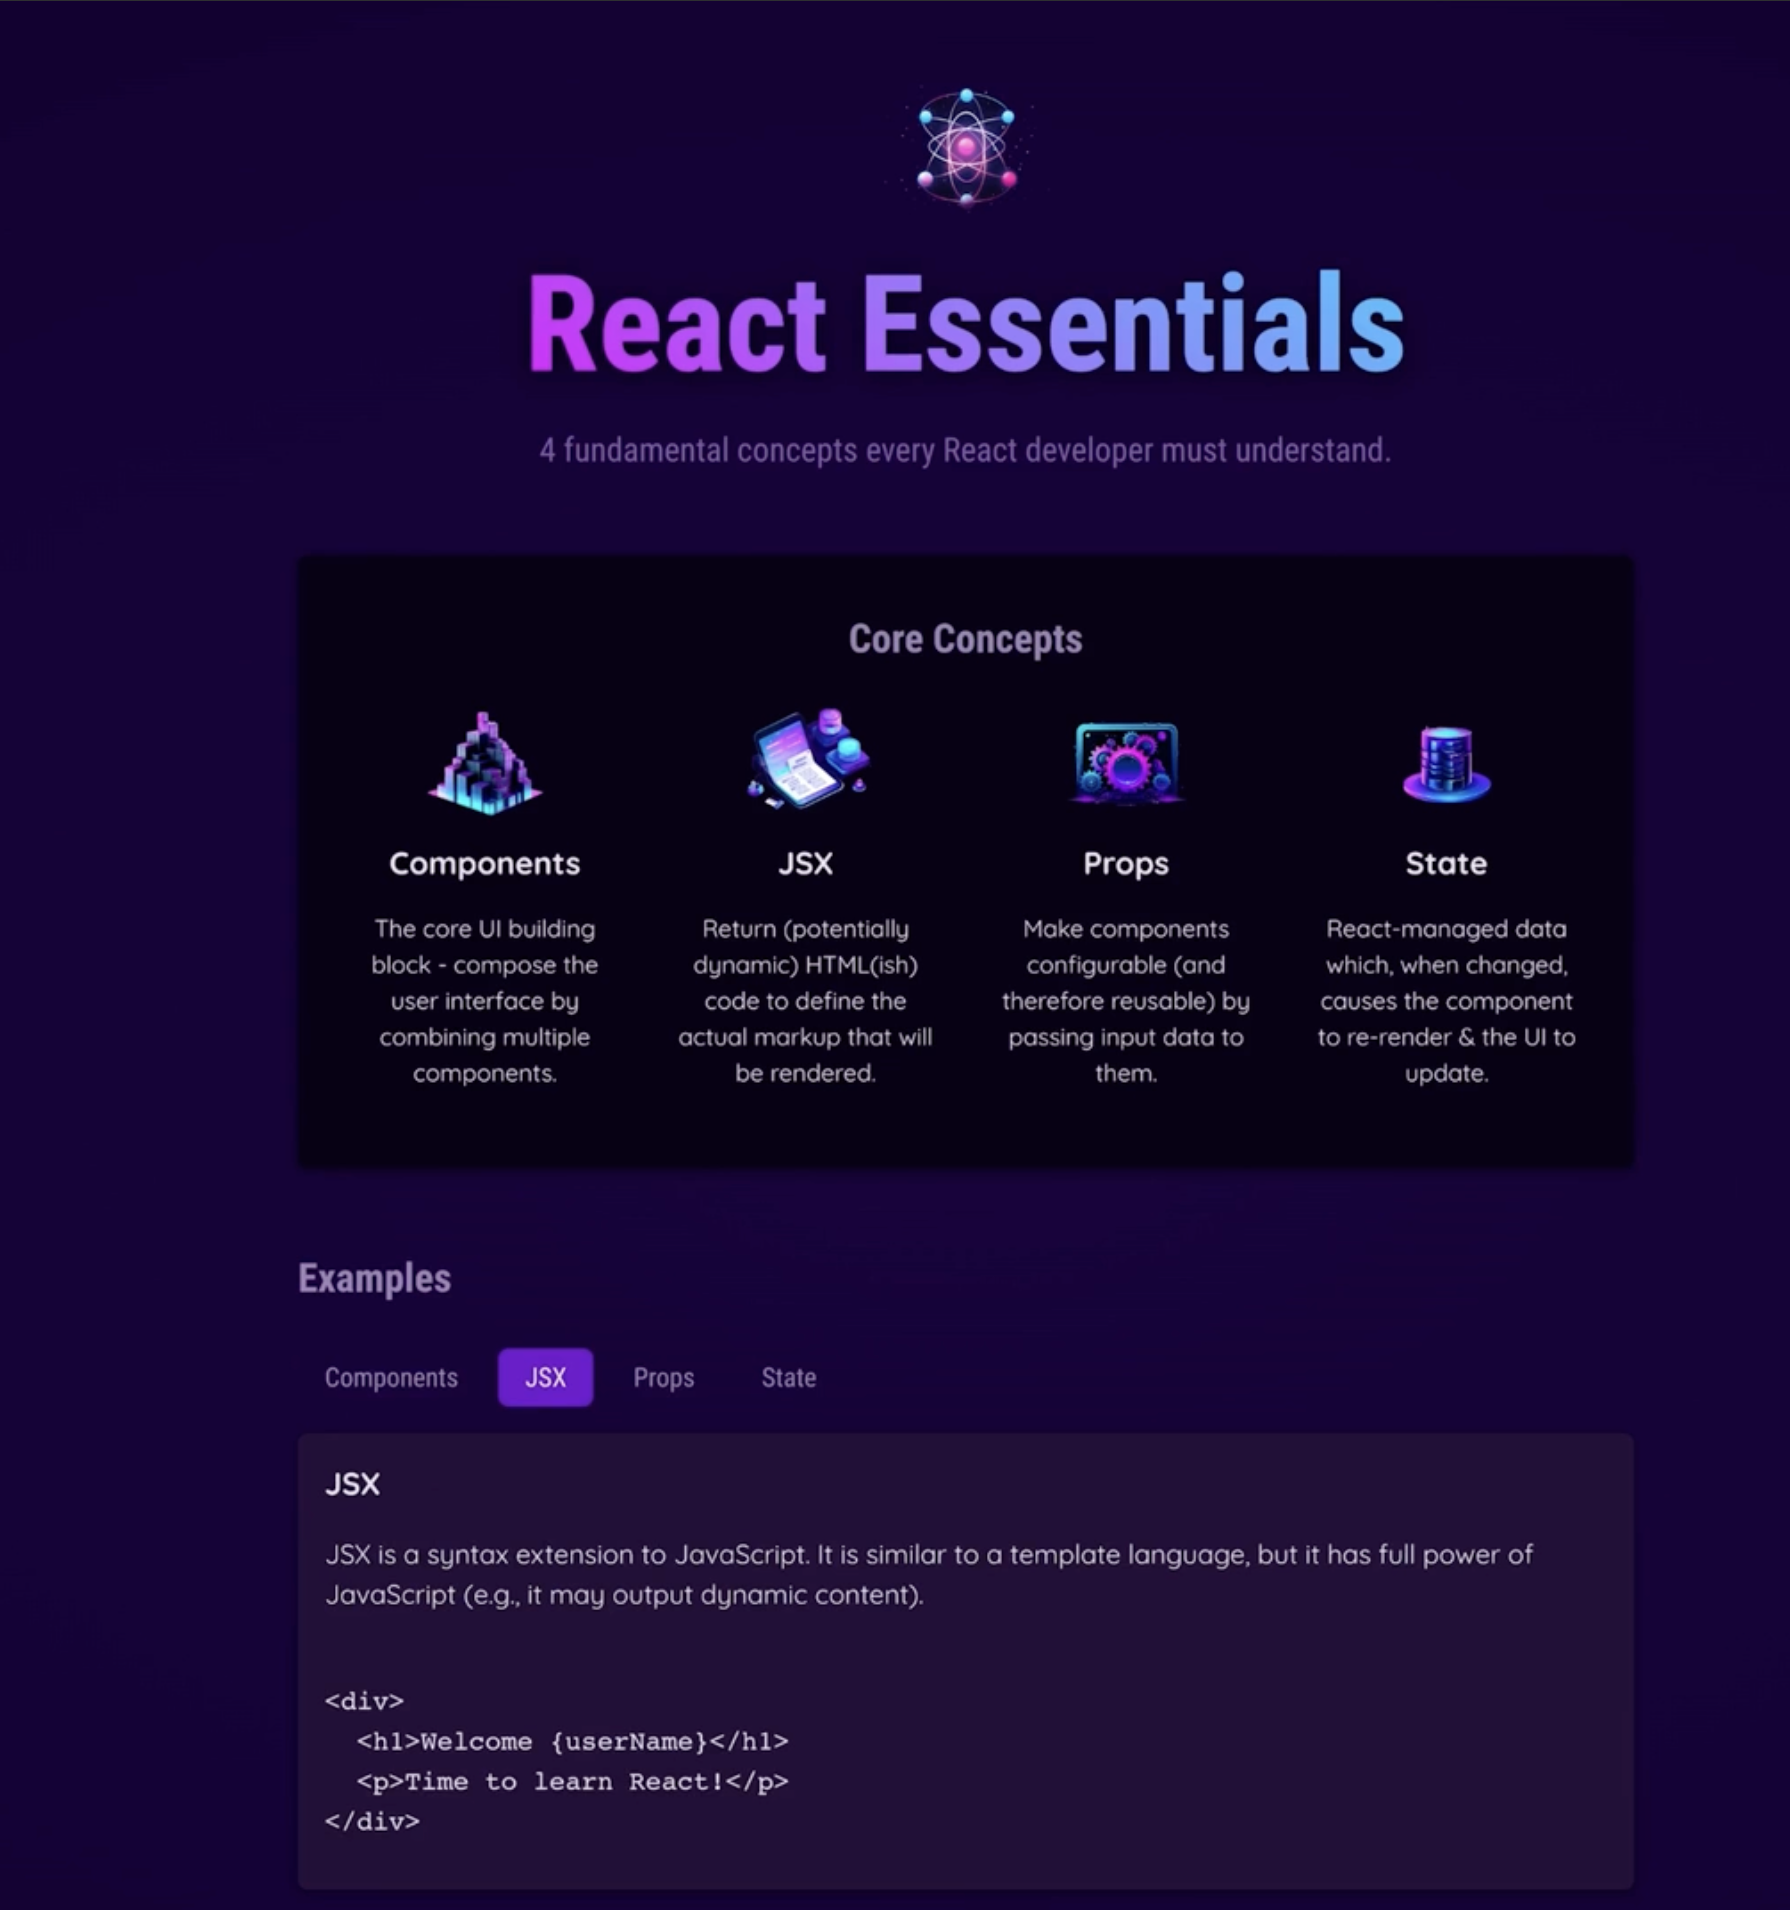 React Essentials
4 fundamental concepts every React developer must understand.
Core Concepts
Components
The core UI building
block - compose the
user interface by
combining multiple
components.
JSX
Return (potentially
dynamic) HTML(ish)
code to define the
actual markup that will
be rendered.
Props
Make components
configurable (and
therefore reusable) by
passing input data to
them.
State
React-managed data
which, when changed,
causes the component
to re-render & the UI to
update.
Examples
Components JSX Props State
JSX
JSX is a syntax extension to JavaScript. It is similar to a template language, but it has full power of
JavaScript (e.g., it may output dynamic content).
<div>
  <h1>Welcome {userName}</h1>
  <p>Time to learn React!</p>
</div>